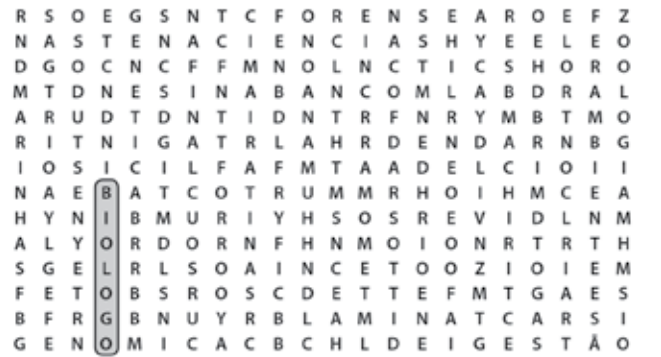 R S O E G S N T C F O R E N S E A R O E F Z
N A S T E N A C I E N C I A S H Y E E L E O
D G O C N C F F M N O L N C T I C S H O R O
M T D N E S I N A B A N C O M L A B D R A L
A R U D T D N T I D N T R F N R Y M B T M O
R I T N I G A T R L A H R D E N D A R N B G
I O S I C I L F A F M T A A D E L C I O I I
N A E B A T C O T R U M M R H O I H M C E A
H Y N I B M U R I Y H S O S R E V I D L N M
A L Y O R D O R N F H N M O I O N R T R T H
S G E L R L S O A I N C E T O O Z I O I E M
F E T O B S R O S C D E T T E F M T G A E S
B F R G B N U Y R B L A M I N A T C A R S I
G E N O M I C A C B C H L D E I G E S T Ã O